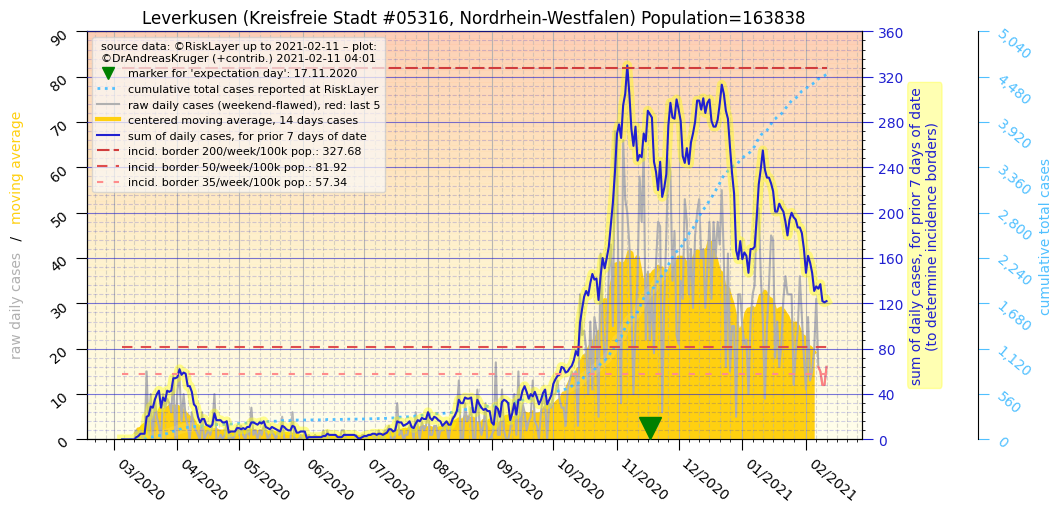 Leverkusen (Kreisfreie Stadt #05316, Nordrhein-Westfalen) Population=163838
source data: ©RiskLayer up to 2021-02-11 – plot:
©DrAndreasKruger (+contrib.) 2021-02-11 04:01
marker for 'expectation day': 17.11.2020
cumulative total cases reported at RiskLayer
raw daily cases (weekend-flawed), red: last 5
centered moving average, 14 days cases
sum of daily cases, for prior 7 days of date
incid. border 200/week/100k pop.: 327.68
incid. border 50/week/100k pop.: 81.92
incid. border 35/week/100k pop.: 57.34
raw daily cases / moving average
90
80
70
60
50
40
30
20
10
0
03/2020
04/2020
05/2020
06/2020
07/2020
08/2020
09/2020
10/2020
11/2020
12/2020
01/2021
02/2021
360
320
280
240
200
160
120
80
40
0
sum of daily cases, for prior 7 days of date
(to determine incidence borders)
5,040
4,480
3,920
3,360
2,800
2,240
1,680
1,120
560
0
cumulative total cases